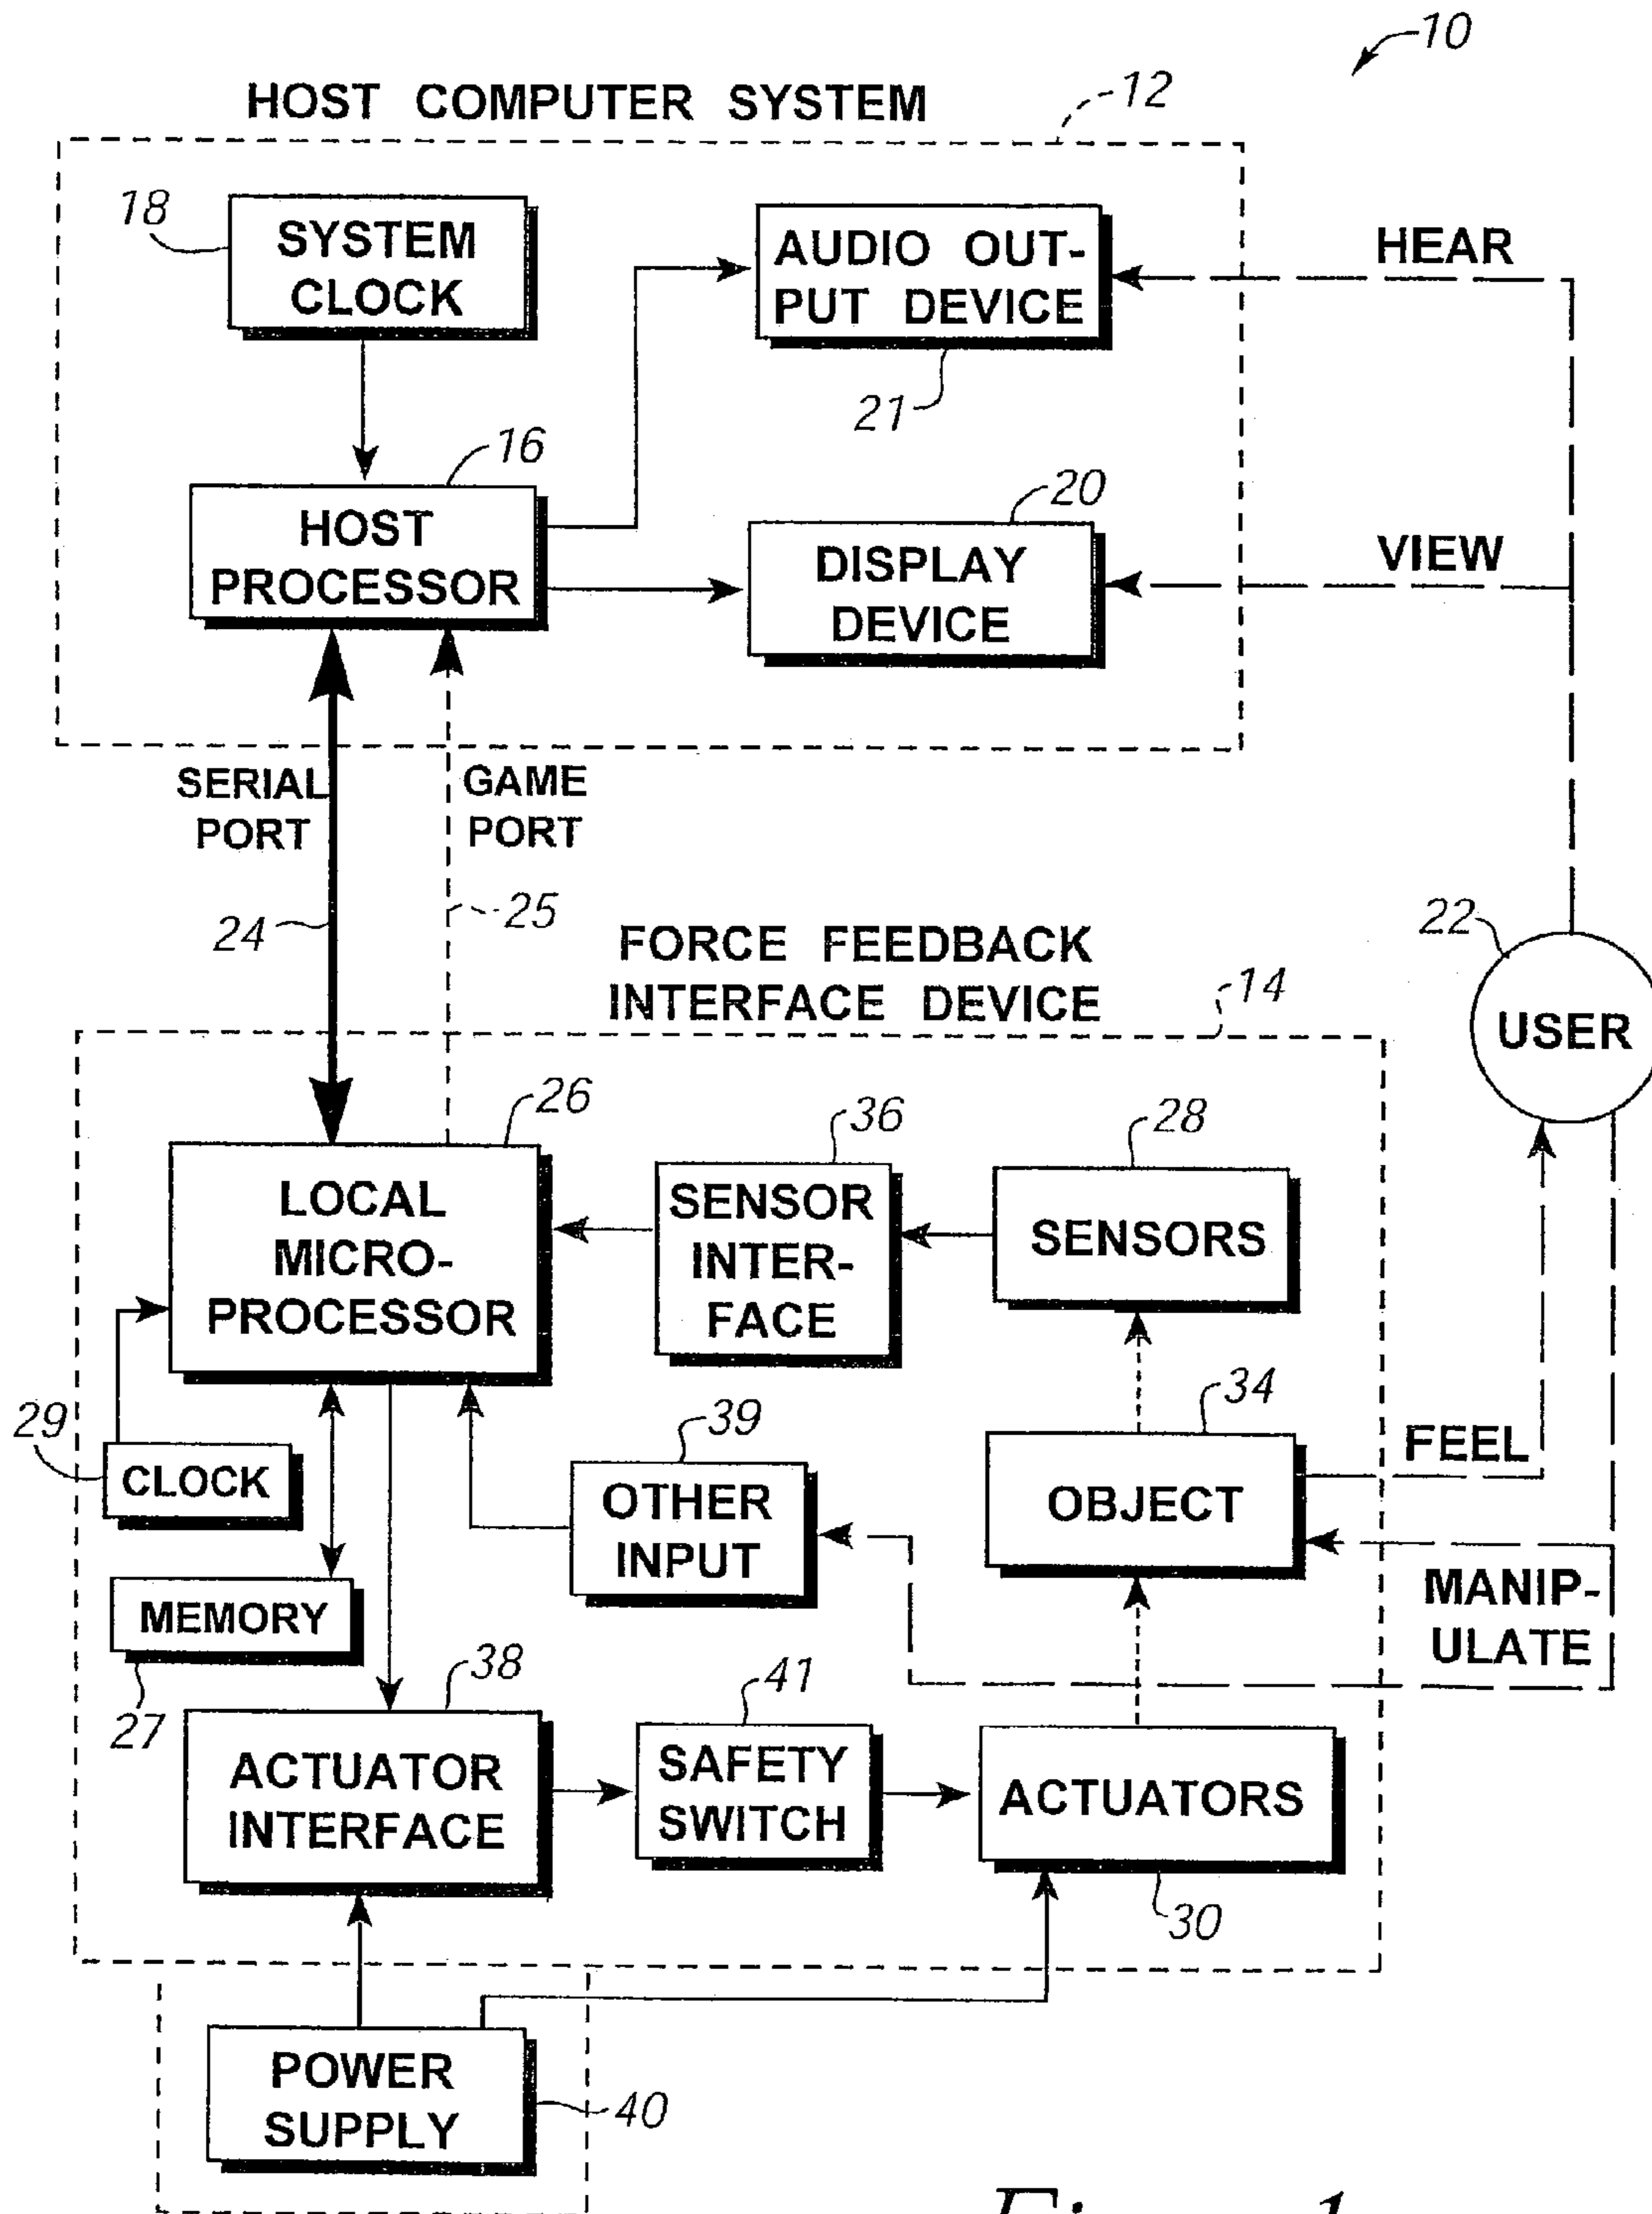 10
HOST COMPUTER SYSTEM
12
18
SYSTEM
CLOCK
AUDIO OUT-
PUT DEVICE
21
HEAR
16
HOST
PROCESSOR
20
DISPLAY
DEVICE
VIEW
SERIAL
PORT
GAME
PORT
24
25
FORCE FEEDBACK
INTERFACE DEVICE
14
22
USER
26
LOCAL
MICRO-
PROCESSOR
36
SENSOR
INTER-
FACE
28
SENSORS
29
CLOCK
39
OTHER
INPUT
34
OBJECT
FEEL
MANIP-
ULATE
MEMORY
27
38
ACTUATOR
INTERFACE
41
SAFETY
SWITCH
ACTUATORS
30
POWER
SUPPLY
40